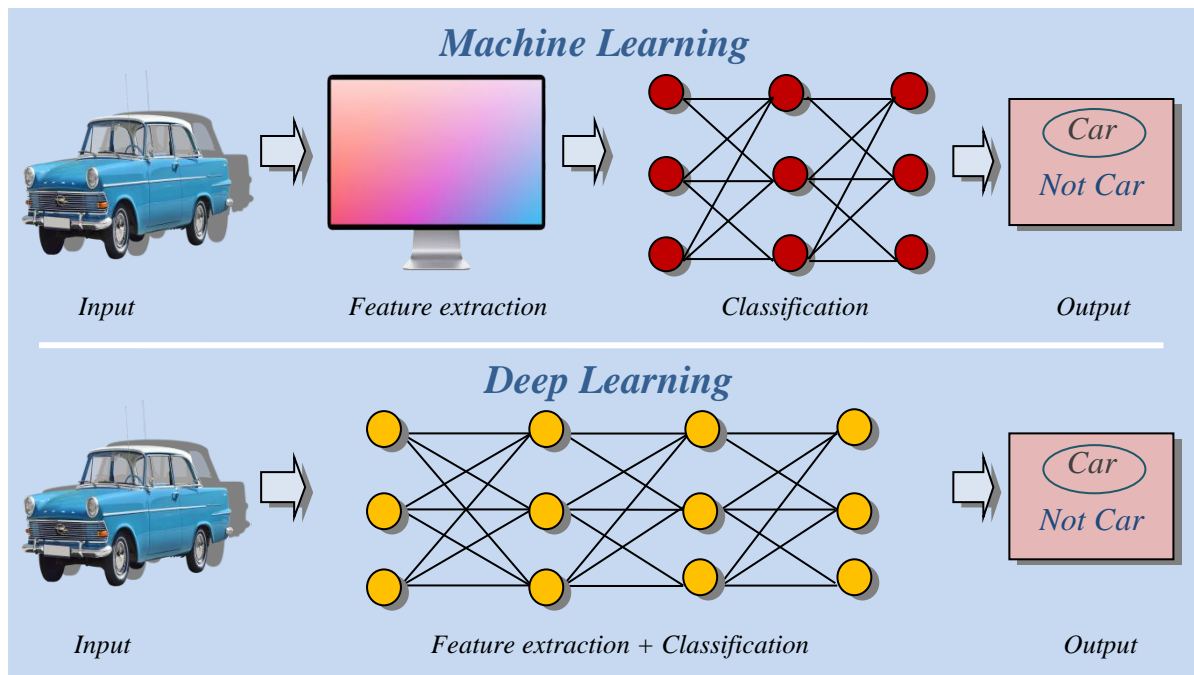 Machine Learning
Car
Not Car
Input
Feature extraction
Classification
Output
Deep Learning
Car
Not Car
Input
Feature extraction + Classification
Output